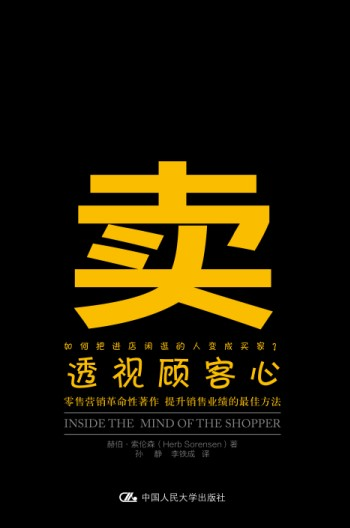 卖
如何把进店闲逛的人变成买家?
透视顾客心
零售营销革命性著作 提升销售业绩的最佳方法
INSIDE THE MIND OF THE SHOPPER
赫伯·索伦森(Herb Sorensen)著
孙 静 李铁成 译
中国人民大学出版社